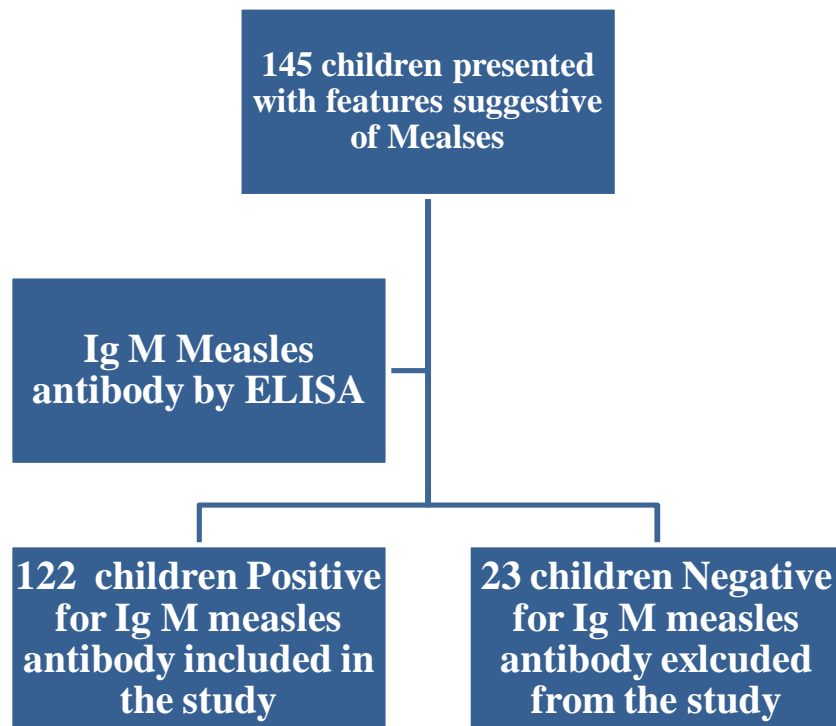 145 children presented
with features suggestive
of Mealses
Ig M Measles
antibody by ELISA
122 children Positive
for Ig M measles
antibody included in
the study
23 children Negative
for Ig M measles
antibody exlcuded
from the study